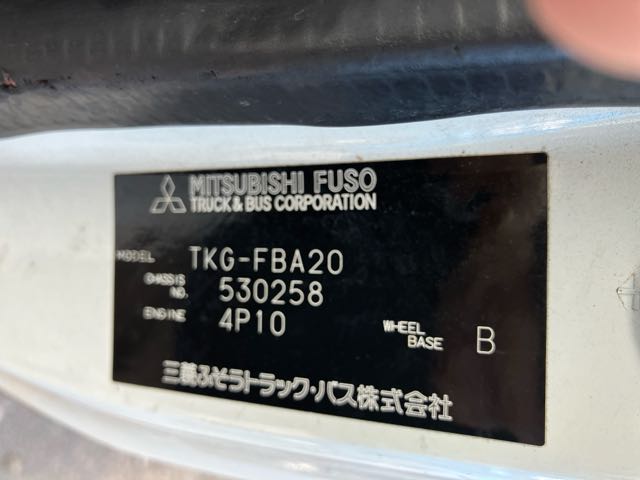 MITSUBISHI FUSO
TRUCK & BUS CORPORATION
MODEL TKG-FBA20
CHASSIS NO. 530258
ENGINE 4P10
WHEEL BASE B
三菱ふそうトラック・バス株式会社